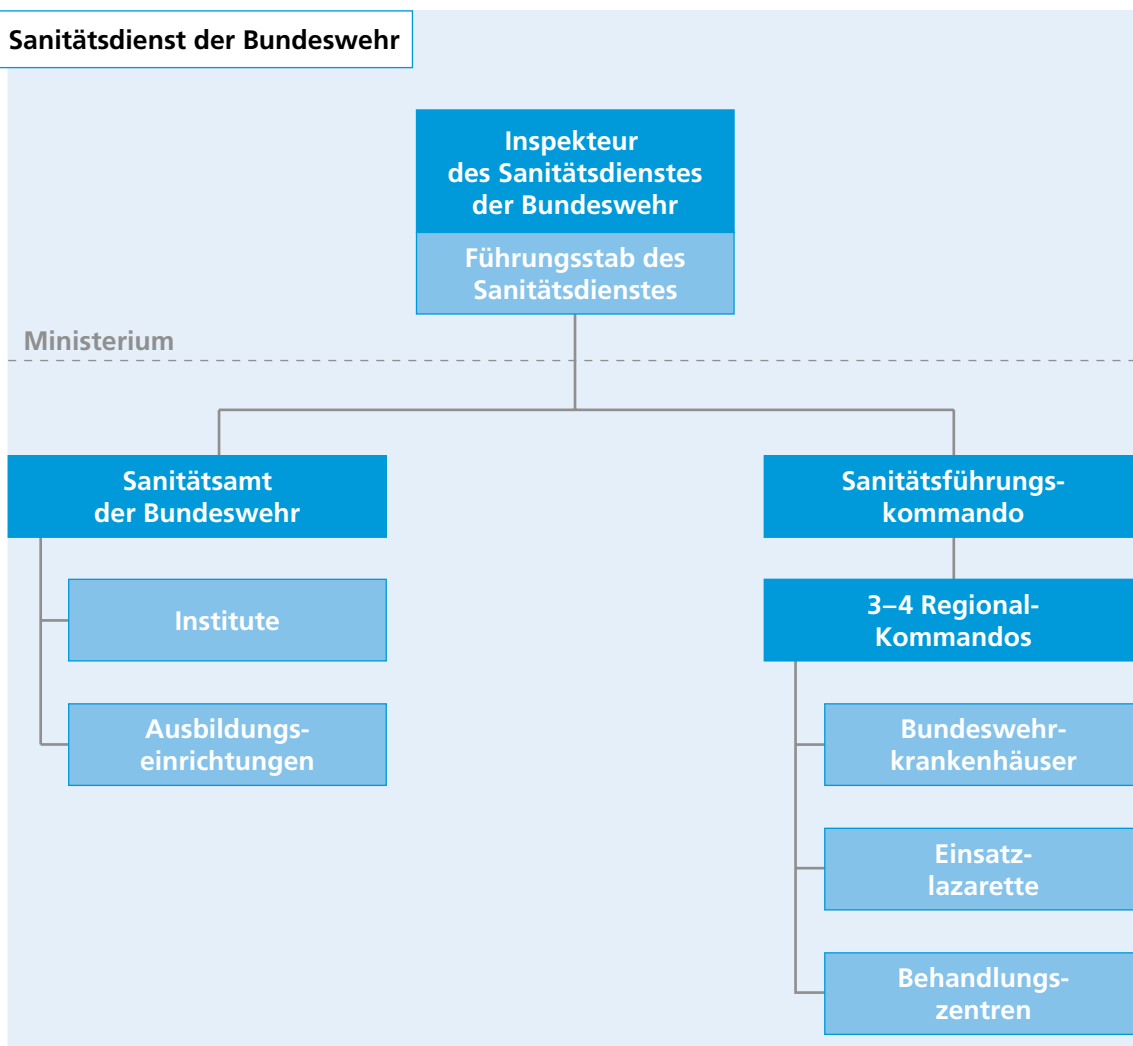 Sanitätsdienst der Bundeswehr
Inspekteur
des Sanitätsdienstes
der Bundeswehr
Führungsstab des
Sanitätsdienstes
Ministerium
Sanitätsamt
der Bundeswehr
Institute
Ausbildungs-
einrichtungen
Sanitätsführungs-
kommando
3–4 Regional-
Kommandos
Bundeswehr-
krankenhäuser
Einsatz-
lazarette
Behandlungs-
zentren